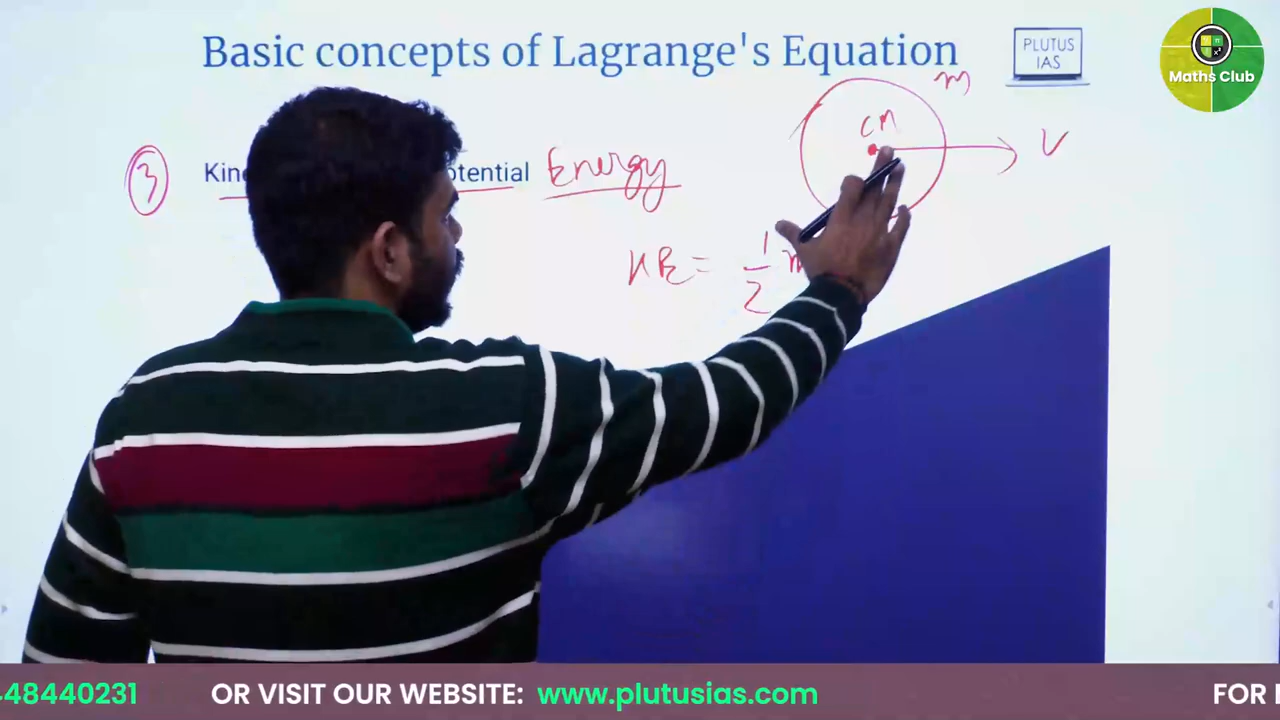 Basic concepts of Lagrange's Equation
PLUTUS
IAS
Maths Club
m
CM
V
3
Kine
otential Energy
KE = 1/2 m
48440231
OR VISIT OUR WEBSITE: www.plutusias.com
FOR